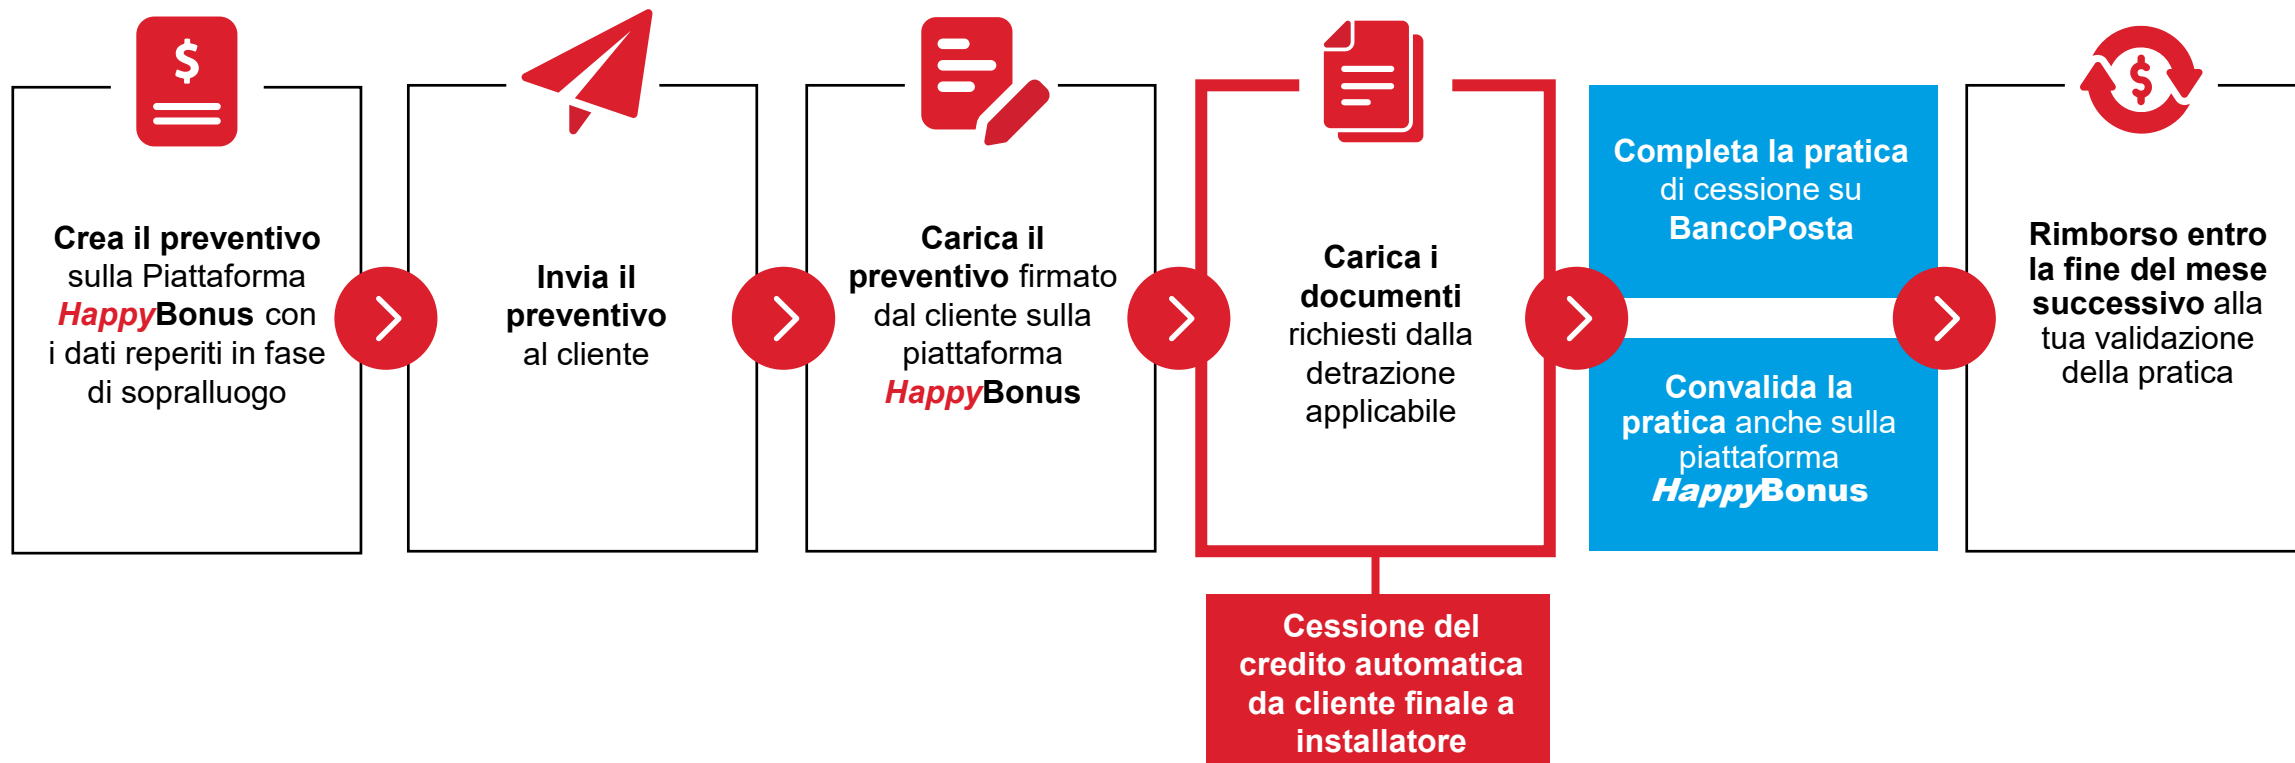 $
Crea il preventivo
sulla Piattaforma
HappyBonus con
i dati reperiti in fase
di sopralluogo
Invia il
preventivo
al cliente
Carica il
preventivo firmato
dal cliente sulla
piattaforma
HappyBonus
Carica i
documenti
richiesti dalla
detrazione
applicabile
Cessione del
credito automatica
da cliente finale a
installatore
Completa la pratica
di cessione su
BancoPosta
Convalida la
pratica anche sulla
piattaforma
HappyBonus
$
Rimborso entro
la fine del mese
successivo alla
tua validazione
della pratica